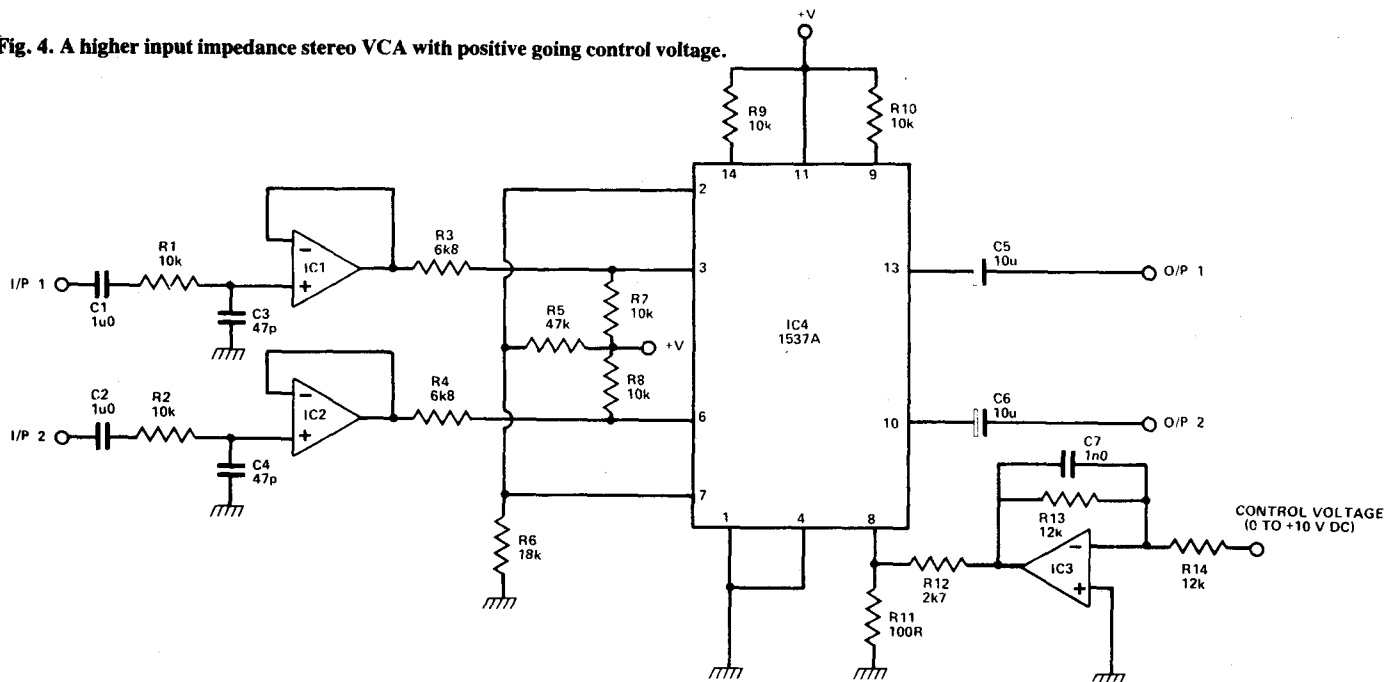 Fig. 4. A higher input impedance stereo VCA with positive going control voltage.
+V
R9
10k
R10
10k
14
11
9
2
3
6
7
1
4
8
13
10
IC4
1537A
I/P 1
C1
1u0
R1
10k
C3
47p
IC1
−
+
R3
6k8
R5
47k
R7
10k
+V
R8
10k
I/P 2
C2
1u0
R2
10k
C4
47p
IC2
−
+
R4
6k8
R6
18k
C5
10u
O/P 1
C6
10u
O/P 2
C7
1n0
R13
12k
IC3
−
+
R14
12k
CONTROL VOLTAGE
(0 TO +10 V DC)
R12
2k7
R11
100R